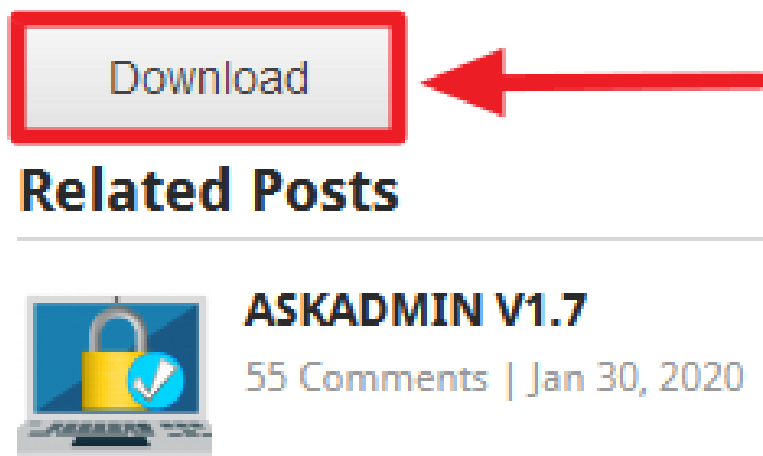 Download
Related Posts
ASKADMIN V1.7
55 Comments | Jan 30, 2020